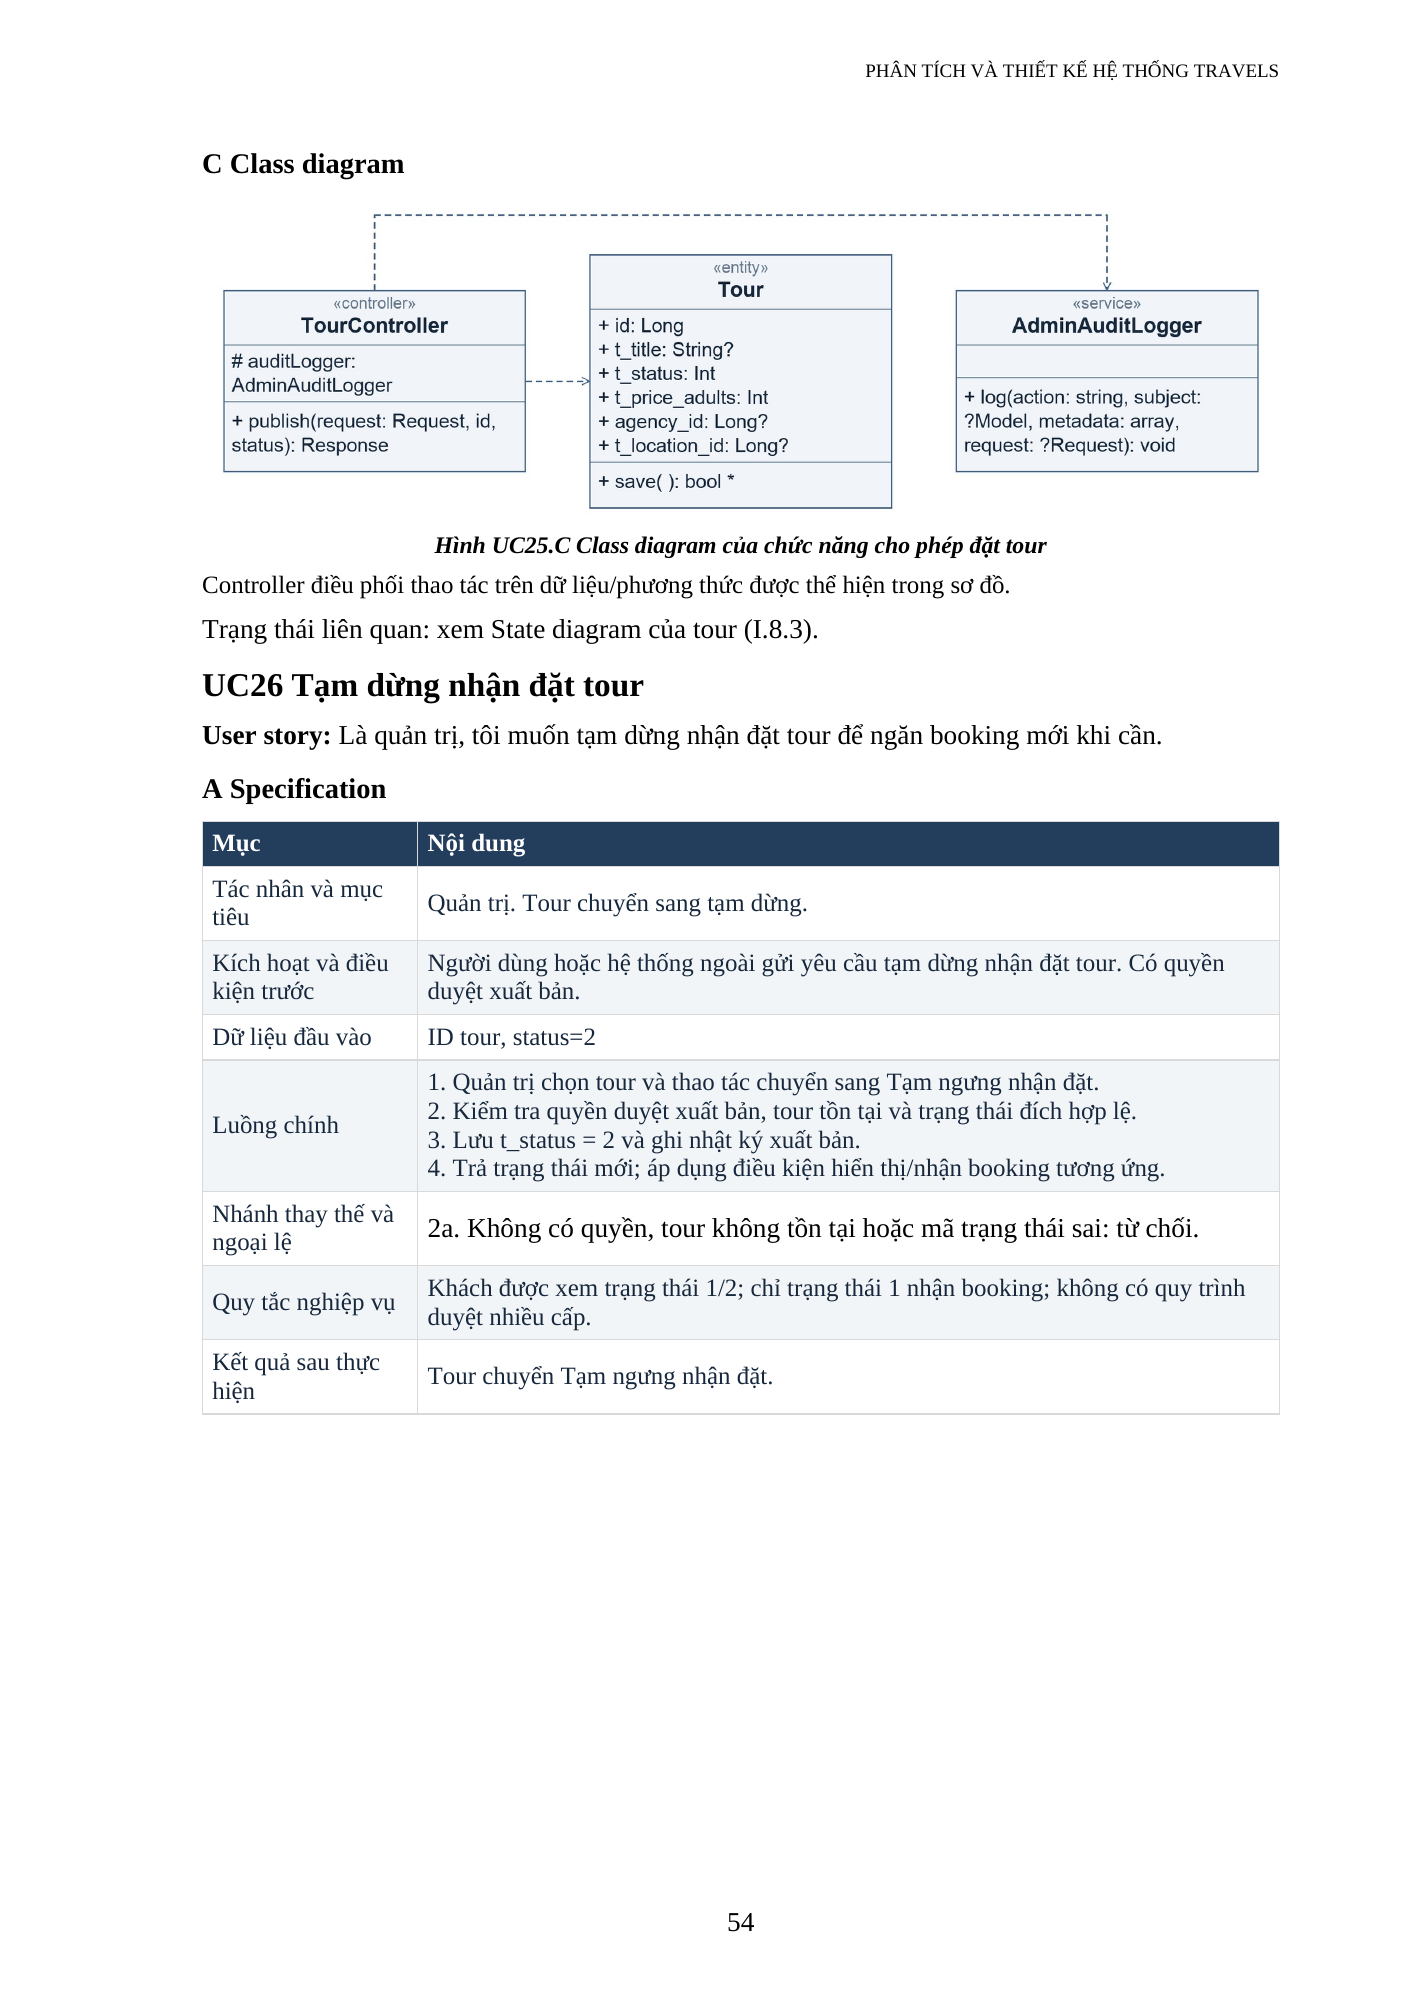 PHÂN TÍCH VÀ THIẾT KẾ HỆ THỐNG TRAVELS
C Class diagram
«controller»
TourController
# auditLogger:
AdminAuditLogger
+ publish(request: Request, id,
status): Response
«entity»
Tour
+ id: Long
+ t_title: String?
+ t_status: Int
+ t_price_adults: Int
+ agency_id: Long?
+ t_location_id: Long?
+ save( ): bool *
«service»
AdminAuditLogger
+ log(action: string, subject:
?Model, metadata: array,
request: ?Request): void
Hình UC25.C Class diagram của chức năng cho phép đặt tour
Controller điều phối thao tác trên dữ liệu/phương thức được thể hiện trong sơ đồ.
Trạng thái liên quan: xem State diagram của tour (I.8.3).
UC26 Tạm dừng nhận đặt tour
User story: Là quản trị, tôi muốn tạm dừng nhận đặt tour để ngăn booking mới khi cần.
A Specification
Mục
Nội dung
Tác nhân và mục
tiêu
Quản trị. Tour chuyển sang tạm dừng.
Kích hoạt và điều
kiện trước
Người dùng hoặc hệ thống ngoài gửi yêu cầu tạm dừng nhận đặt tour. Có quyền
duyệt xuất bản.
Dữ liệu đầu vào
ID tour, status=2
Luồng chính
1. Quản trị chọn tour và thao tác chuyển sang Tạm ngưng nhận đặt.
2. Kiểm tra quyền duyệt xuất bản, tour tồn tại và trạng thái đích hợp lệ.
3. Lưu t_status = 2 và ghi nhật ký xuất bản.
4. Trả trạng thái mới; áp dụng điều kiện hiển thị/nhận booking tương ứng.
Nhánh thay thế và
ngoại lệ
2a. Không có quyền, tour không tồn tại hoặc mã trạng thái sai: từ chối.
Quy tắc nghiệp vụ
Khách được xem trạng thái 1/2; chỉ trạng thái 1 nhận booking; không có quy trình
duyệt nhiều cấp.
Kết quả sau thực
hiện
Tour chuyển Tạm ngưng nhận đặt.
54